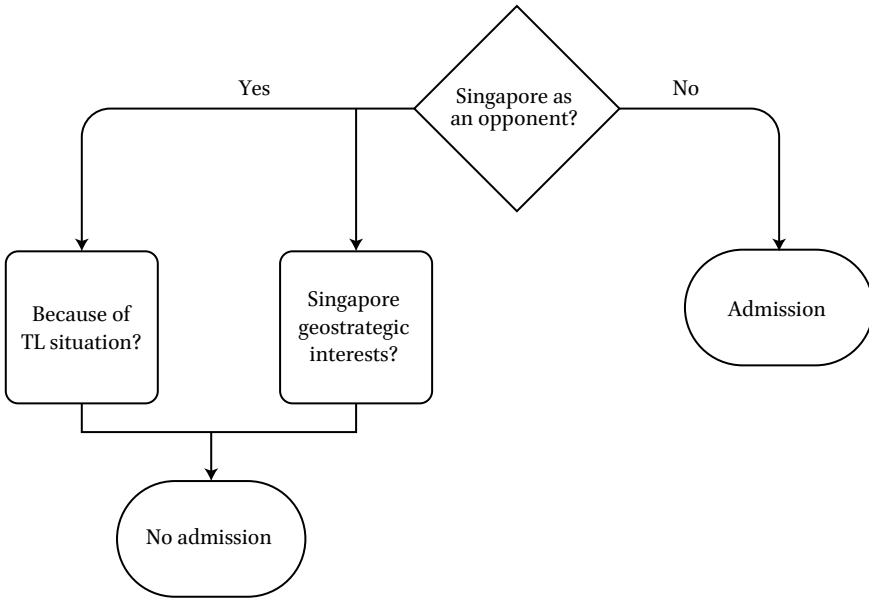 Yes
Singapore as
an opponent?
No
Because of
TL situation?
Singapore
geostrategic
interests?
Admission
No admission